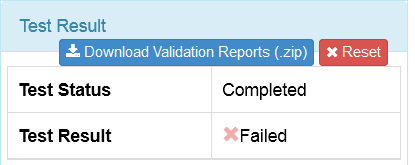 Test Result
Download Validation Reports (.zip) Reset
Test Status Completed
Test Result Failed